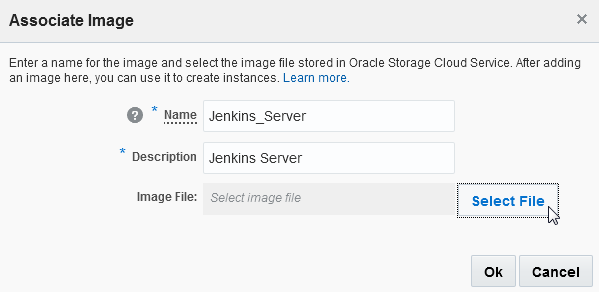 Associate Image
Enter a name for the image and select the image file stored in Oracle Storage Cloud Service. After adding
an image here, you can use it to create instances. Learn more.
? * Name Jenkins_Server
* Description Jenkins Server
Image File: Select image file Select File
Ok Cancel